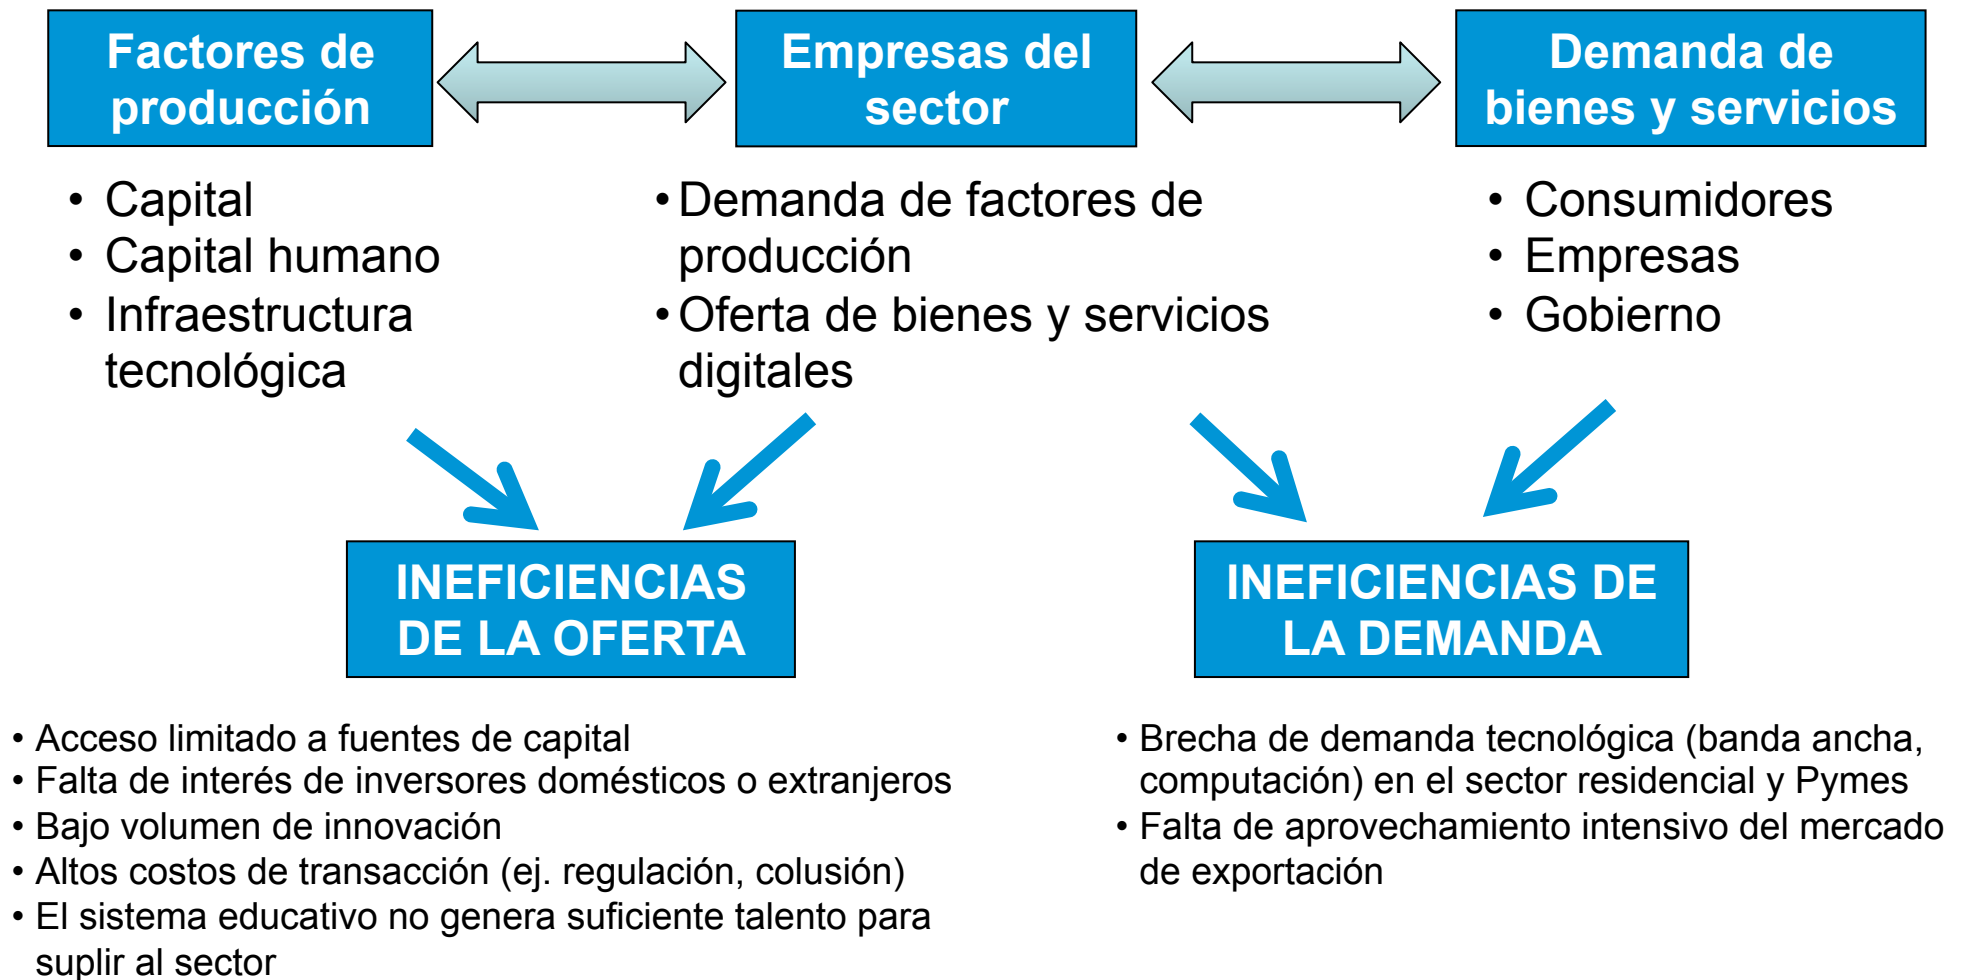 Factores de
producción
Empresas del
sector
Demanda de
bienes y servicios
• Capital
• Capital humano
• Infraestructura
tecnológica
• Demanda de factores de
producción
• Oferta de bienes y servicios
digitales
• Consumidores
• Empresas
• Gobierno
INEFICIENCIAS
DE LA OFERTA
INEFICIENCIAS DE
LA DEMANDA
• Acceso limitado a fuentes de capital
• Falta de interés de inversores domésticos o extranjeros
• Bajo volumen de innovación
• Altos costos de transacción (ej. regulación, colusión)
• El sistema educativo no genera suficiente talento para
suplir al sector
• Brecha de demanda tecnológica (banda ancha,
computación) en el sector residencial y Pymes
• Falta de aprovechamiento intensivo del mercado
de exportación